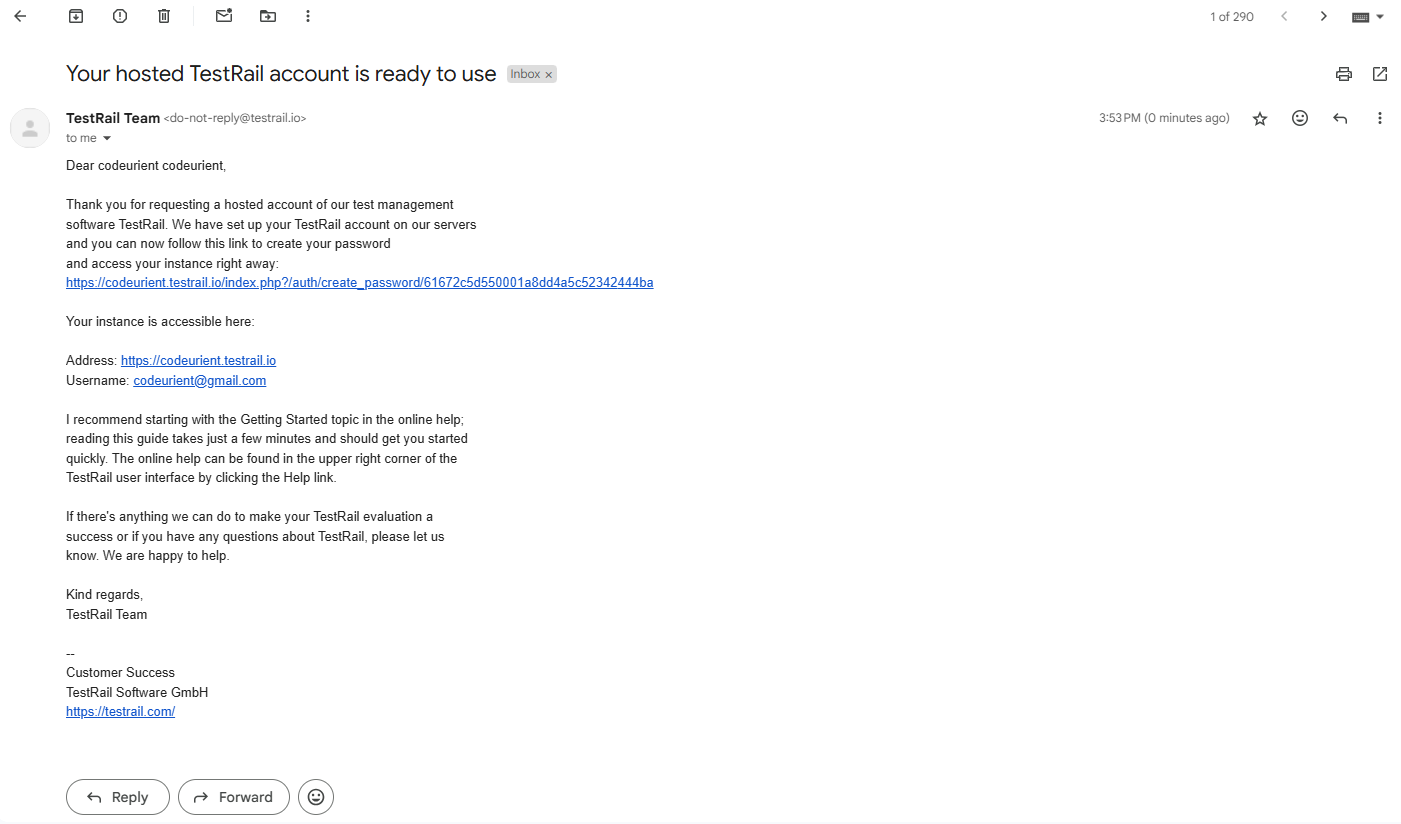 1 of 290
Your hosted TestRail account is ready to use Inbox ×
TestRail Team <do-not-reply@testrail.io>
3:53 PM (0 minutes ago)
to me
Dear codeurient codeurient,
Thank you for requesting a hosted account of our test management
software TestRail. We have set up your TestRail account on our servers
and you can now follow this link to create your password
and access your instance right away:
https://codeurient.testrail.io/index.php?/auth/create_password/61672c5d550001a8dd4a5c52342444ba
Your instance is accessible here:
Address: https://codeurient.testrail.io
Username: codeurient@gmail.com
I recommend starting with the Getting Started topic in the online help;
reading this guide takes just a few minutes and should get you started
quickly. The online help can be found in the upper right corner of the
TestRail user interface by clicking the Help link.
If there's anything we can do to make your TestRail evaluation a
success or if you have any questions about TestRail, please let us
know. We are happy to help.
Kind regards,
TestRail Team
--
Customer Success
TestRail Software GmbH
https://testrail.com/
Reply Forward